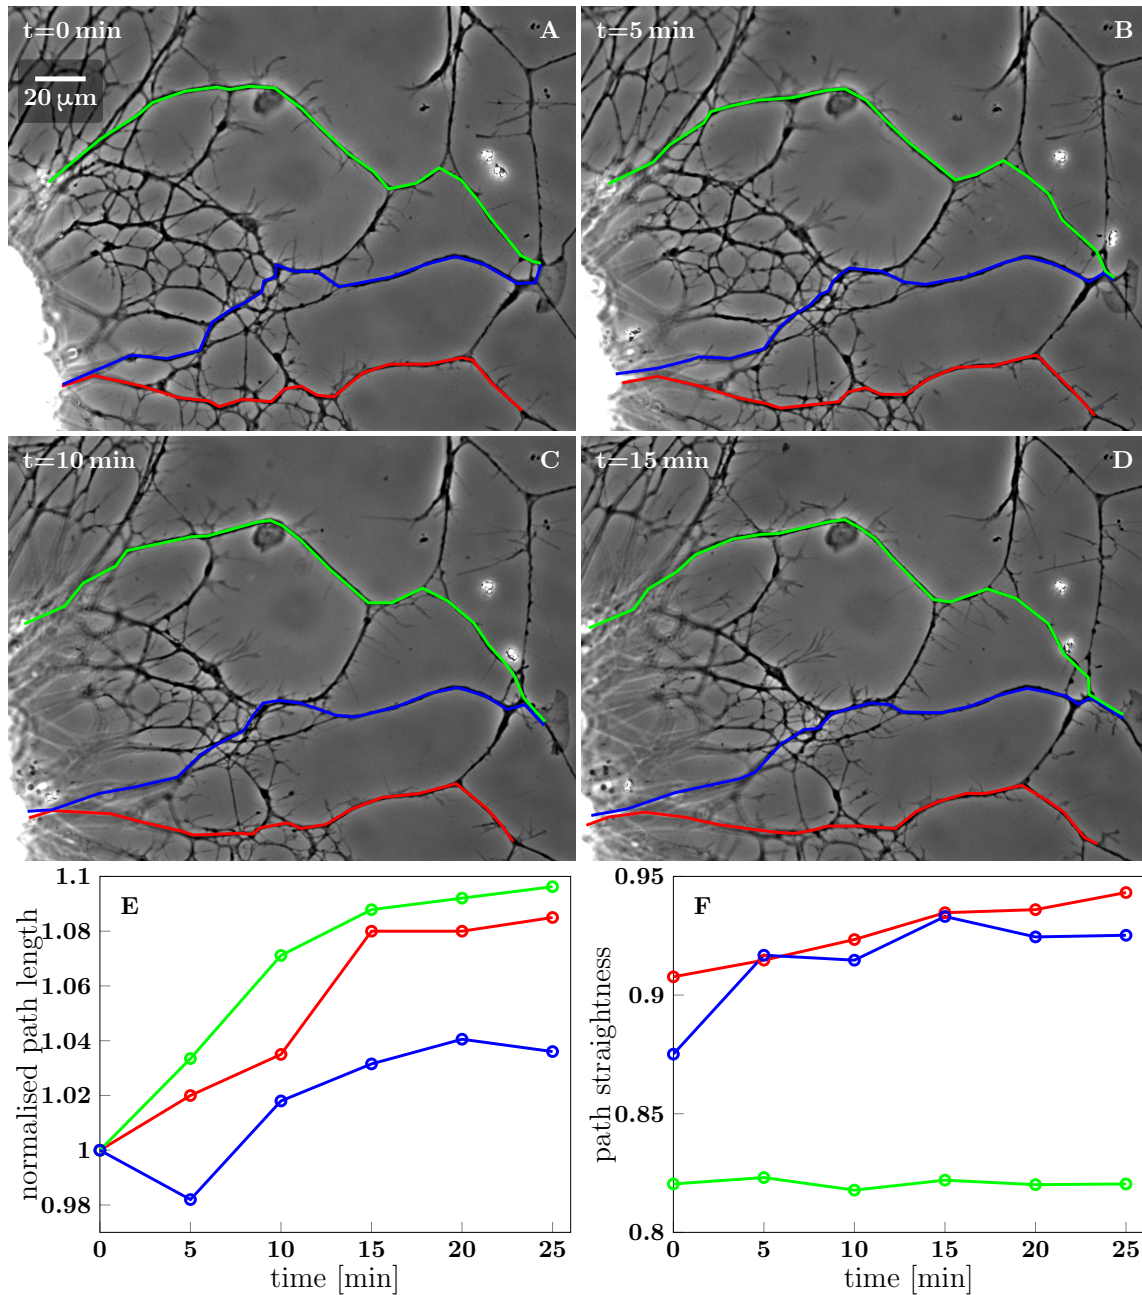 t=0 min A
20 µm
t=5 min B
t=10 min C
t=15 min D
E
normalised path length
1.1
1.08
1.06
1.04
1.02
1
0.98
0 5 10 15 20 25
time [min]
F
path straightness
0.95
0.9
0.85
0.8
0 5 10 15 20 25
time [min]